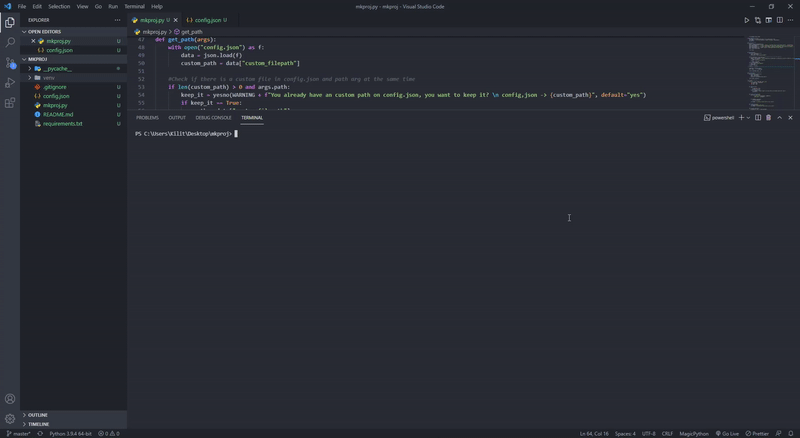 File Edit Selection View Go Run Terminal Help
mkproj.py - mkproj - Visual Studio Code
EXPLORER
OPEN EDITORS
mkproj.py U
config.json U
MKPROJ
__pycache__
venv
.gitignore U
config.json U
mkproj.py U
README.md U
requirements.txt U
OUTLINE
TIMELINE
mkproj.py U
config.json U
mkproj.py > get_path
47 def get_path(args):
48 with open("config.json") as f:
49 data = json.load(f)
50 custom_path = data["custom_filepath"]
51
52 #Check if there is a custom file in config.json and path arg at the same time
53 if len(custom_path) > 0 and args.path:
54 keep_it = yesno(WARNING + f"You already have an custom path on config.json, you want to keep it? \n config.json -> {custom_path}", default="yes")
55 if keep_it == True:
PROBLEMS OUTPUT DEBUG CONSOLE TERMINAL
powershell
PS C:\Users\Killt\Desktop\mkproj>
master* Python 3.9.4 64-bit 0 0
Ln 64, Col 16 Spaces: 4 UTF-8 CRLF MagicPython Go Live Prettier